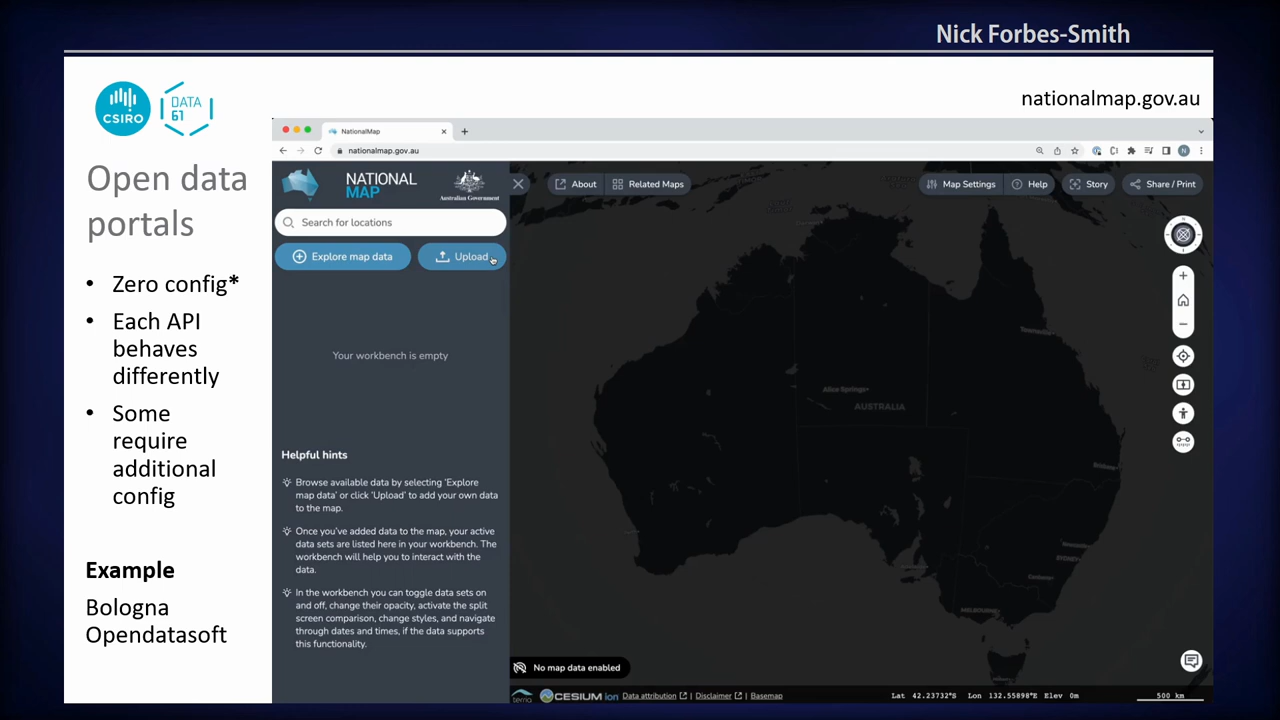 Nick Forbes-Smith
CSIRO
DATA
61
nationalmap.gov.au
Open data
portals
• Zero config*
• Each API
behaves
differently
• Some
require
additional
config
Example
Bologna
Opendatasoft
NationalMap
nationalmap.gov.au
N
NATIONAL
MAP
Australian Government
About
Related Maps
Map Settings
Help
Story
Share / Print
Search for locations
Explore map data
Upload
Your workbench is empty
Helpful hints
Browse available data by selecting 'Explore
map data' or click 'Upload' to add your own data
to the map.
Once you've added data to the map, your active
data sets are listed here in your workbench. The
workbench will help you to interact with the
data.
In the workbench you can toggle data sets on
and off, change their opacity, activate the split
screen comparison, change styles, and navigate
through dates and times, if the data supports
this functionality.
Alice Springs
AUSTRALIA
SYDNEY
MELBOURNE
No map data enabled
terria
CESIUM ion
Data attribution
Disclaimer
Basemap
Lat 42.23732°S Lon 132.55898°E Elev 0m
500 km